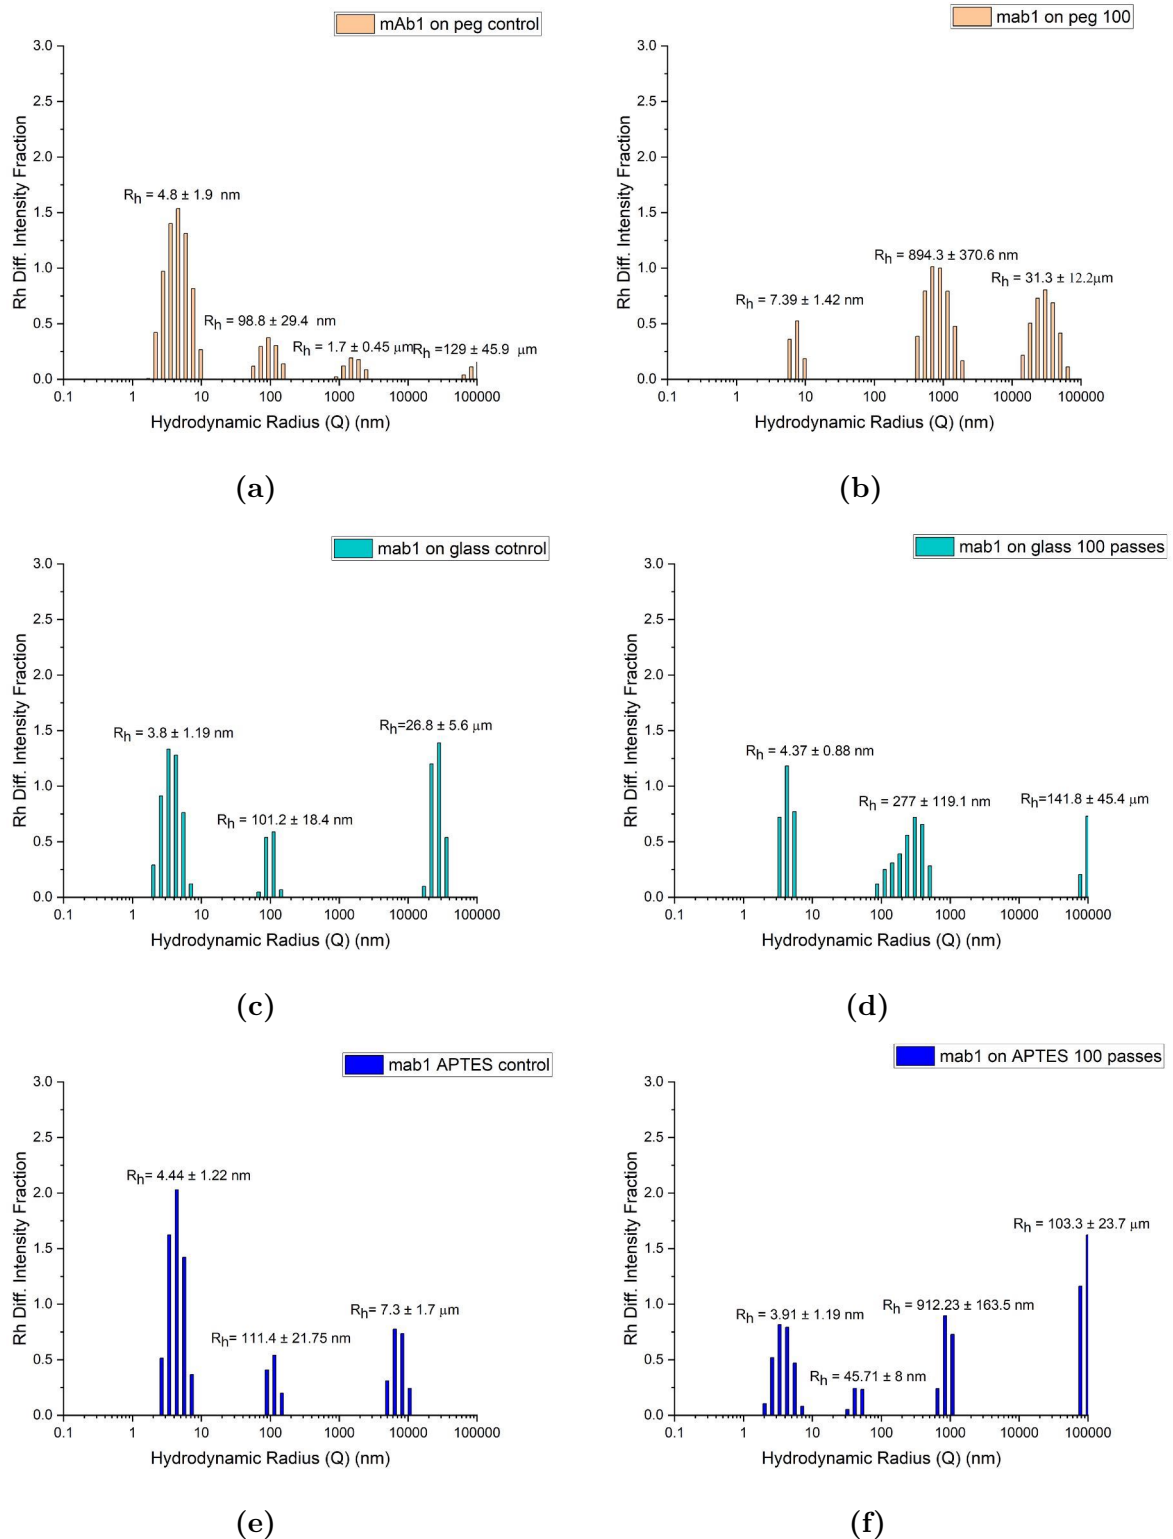 mAb1 on peg control
3.0
2.5
2.0
1.5
1.0
0.5
0.0
Rh Diff. Intensity Fraction
Rh = 4.8 ± 1.9 nm
Rh = 98.8 ± 29.4 nm
Rh = 1.7 ± 0.45 μm
Rh =129 ± 45.9 μm
0.1 1 10 100 1000 10000 100000
Hydrodynamic Radius (Q) (nm)
(a)
mab1 on peg 100
3.0
2.5
2.0
1.5
1.0
0.5
0.0
Rh Diff. Intensity Fraction
Rh = 7.39 ± 1.42 nm
Rh = 894.3 ± 370.6 nm
Rh = 31.3 ± 12.2μm
0.1 1 10 100 1000 10000 100000
Hydrodynamic Radius (Q) (nm)
(b)
mab1 on glass cotnrol
3.0
2.5
2.0
1.5
1.0
0.5
0.0
Rh Diff. Intensity Fraction
Rh = 3.8 ± 1.19 nm
Rh = 101.2 ± 18.4 nm
Rh=26.8 ± 5.6 μm
0.1 1 10 100 1000 10000 100000
Hydrodynamic Radius (Q) (nm)
(c)
mab1 on glass 100 passes
3.0
2.5
2.0
1.5
1.0
0.5
0.0
Rh Diff. Intensity Fraction
Rh = 4.37 ± 0.88 nm
Rh = 277 ± 119.1 nm
Rh=141.8 ± 45.4 μm
0.1 1 10 100 1000 10000 100000
Hydrodynamic Radius (Q) (nm)
(d)
mab1 APTES control
3.0
2.5
2.0
1.5
1.0
0.5
0.0
Rh Diff. Intensity Fraction
Rh= 4.44 ± 1.22 nm
Rh = 111.4 ± 21.75 nm
Rh= 7.3 ± 1.7 μm
0.1 1 10 100 1000 10000 100000
Hydrodynamic Radius (Q) (nm)
(e)
mab1 on APTES 100 passes
3.0
2.5
2.0
1.5
1.0
0.5
0.0
Rh Diff. Intensity Fraction
Rh = 3.91 ± 1.19 nm
Rh = 45.71 ± 8 nm
Rh = 912.23 ± 163.5 nm
Rh = 103.3 ± 23.7 μm
0.1 1 10 100 1000 10000 100000
Hydrodynamic Radius (Q) (nm)
(f)